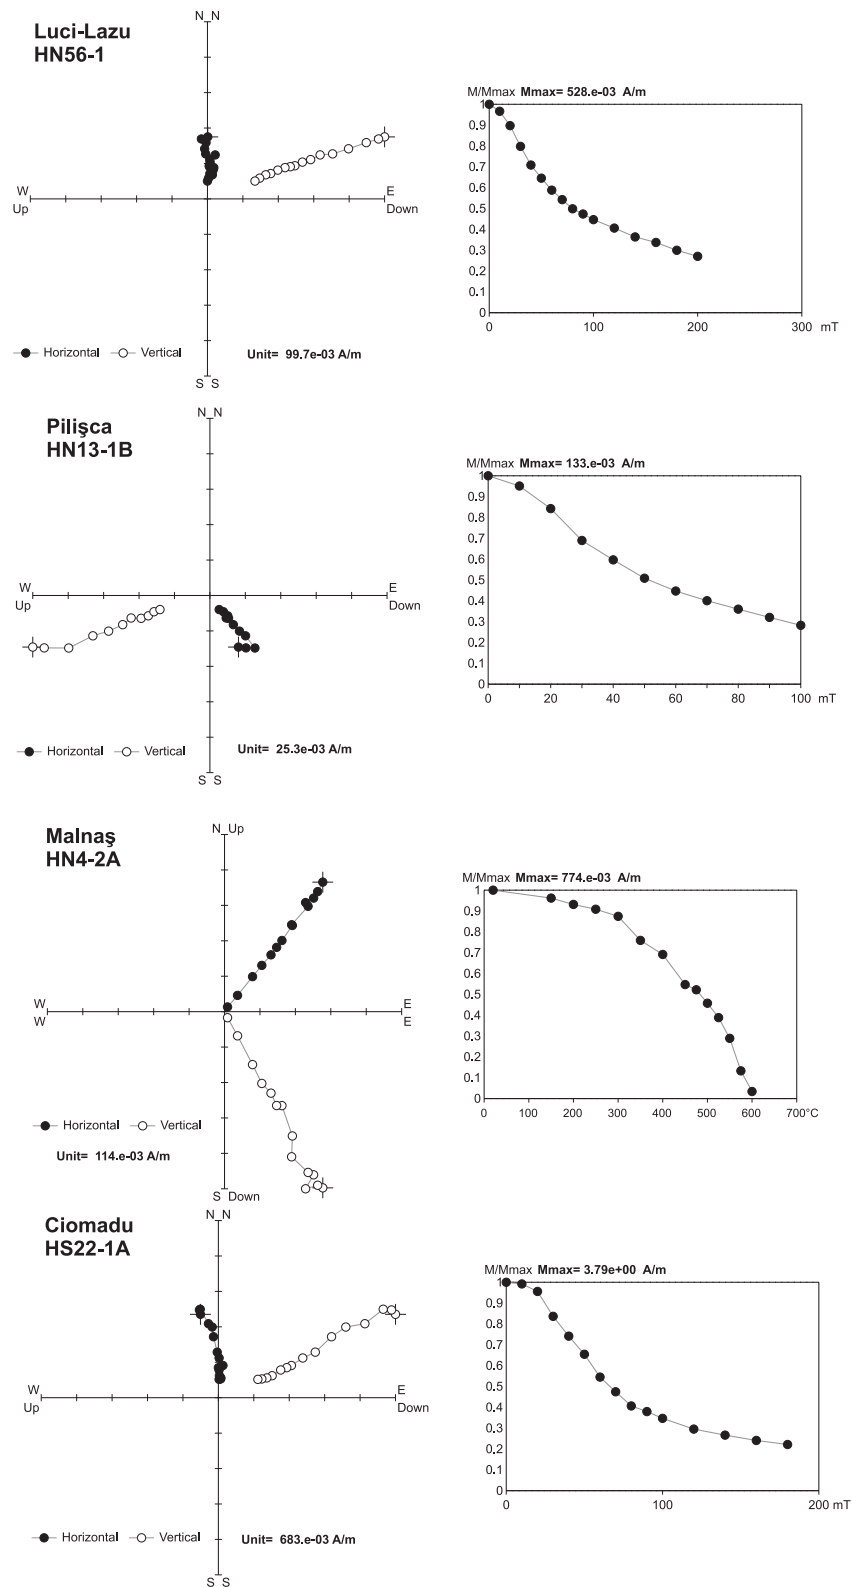 Luci-Lazu
HN56-1
N N
W
Up
E
Down
S S
Horizontal Vertical
Unit= 99.7e-03 A/m
M/Mmax Mmax= 528.e-03 A/m
1
0.9
0.8
0.7
0.6
0.5
0.4
0.3
0.2
0.1
0
0 100 200 300 mT
Pilişca
HN13-1B
N N
W
Up
E
Down
S S
Horizontal Vertical
Unit= 25.3e-03 A/m
M/Mmax Mmax= 133.e-03 A/m
1
0.9
0.8
0.7
0.6
0.5
0.4
0.3
0.2
0.1
0
0 20 40 60 80 100 mT
Malnaş
HN4-2A
N Up
W
W
E
E
S Down
Horizontal Vertical
Unit= 114.e-03 A/m
M/Mmax Mmax= 774.e-03 A/m
1
0.9
0.8
0.7
0.6
0.5
0.4
0.3
0.2
0.1
0
0 100 200 300 400 500 600 700°C
Ciomadu
HS22-1A
N N
W
Up
E
Down
S S
Horizontal Vertical
Unit= 683.e-03 A/m
M/Mmax Mmax= 3.79e+00 A/m
1
0.9
0.8
0.7
0.6
0.5
0.4
0.3
0.2
0.1
0
0 100 200 mT